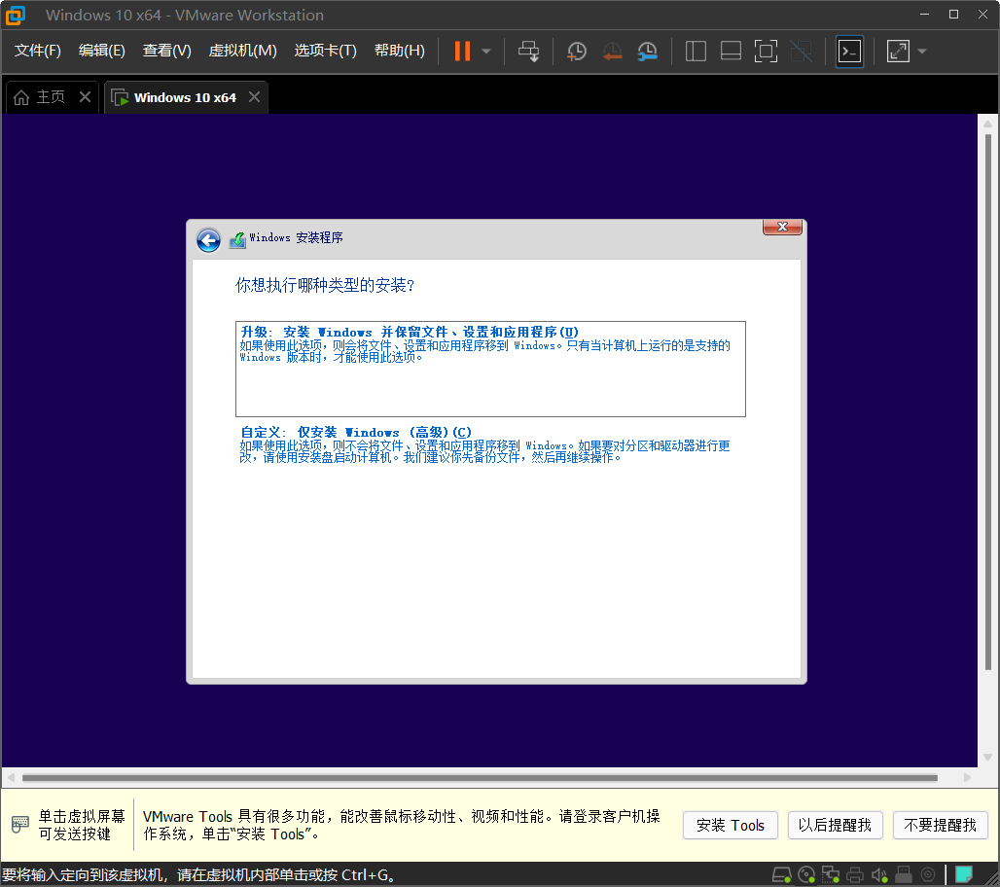 Windows 10 x64 - VMware Workstation
文件(F) 编辑(E) 查看(V) 虚拟机(M) 选项卡(T) 帮助(H)
主页 Windows 10 x64
Windows 安装程序
你想执行哪种类型的安装?
升级: 安装 Windows 并保留文件、设置和应用程序(U)
如果使用此选项，则会将文件、设置和应用程序移到 Windows。只有当计算机上运行的是支持的
Windows 版本时，才能使用此选项。
自定义: 仅安装 Windows (高级)(C)
如果使用此选项，则不会将文件、设置和应用程序移到 Windows。如果要对分区和驱动器进行更
改，请使用安装盘启动计算机。我们建议你先备份文件，然后再继续操作。
单击虚拟屏幕
可发送按键
VMware Tools 具有很多功能，能改善鼠标移动性、视频和性能。请登录客户机操
作系统，单击“安装 Tools”。
安装 Tools 以后提醒我 不要提醒我
要将输入定向到该虚拟机，请在虚拟机内部单击或按 Ctrl+G。